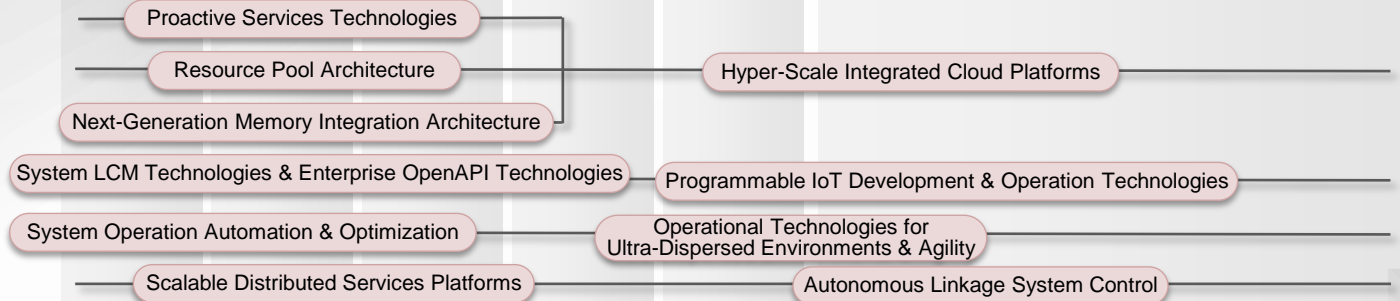 Proactive Services Technologies
Resource Pool Architecture
Hyper-Scale Integrated Cloud Platforms
Next-Generation Memory Integration Architecture
System LCM Technologies & Enterprise OpenAPI Technologies
Programmable IoT Development & Operation Technologies
System Operation Automation & Optimization
Operational Technologies for
Ultra-Dispersed Environments & Agility
Scalable Distributed Services Platforms
Autonomous Linkage System Control